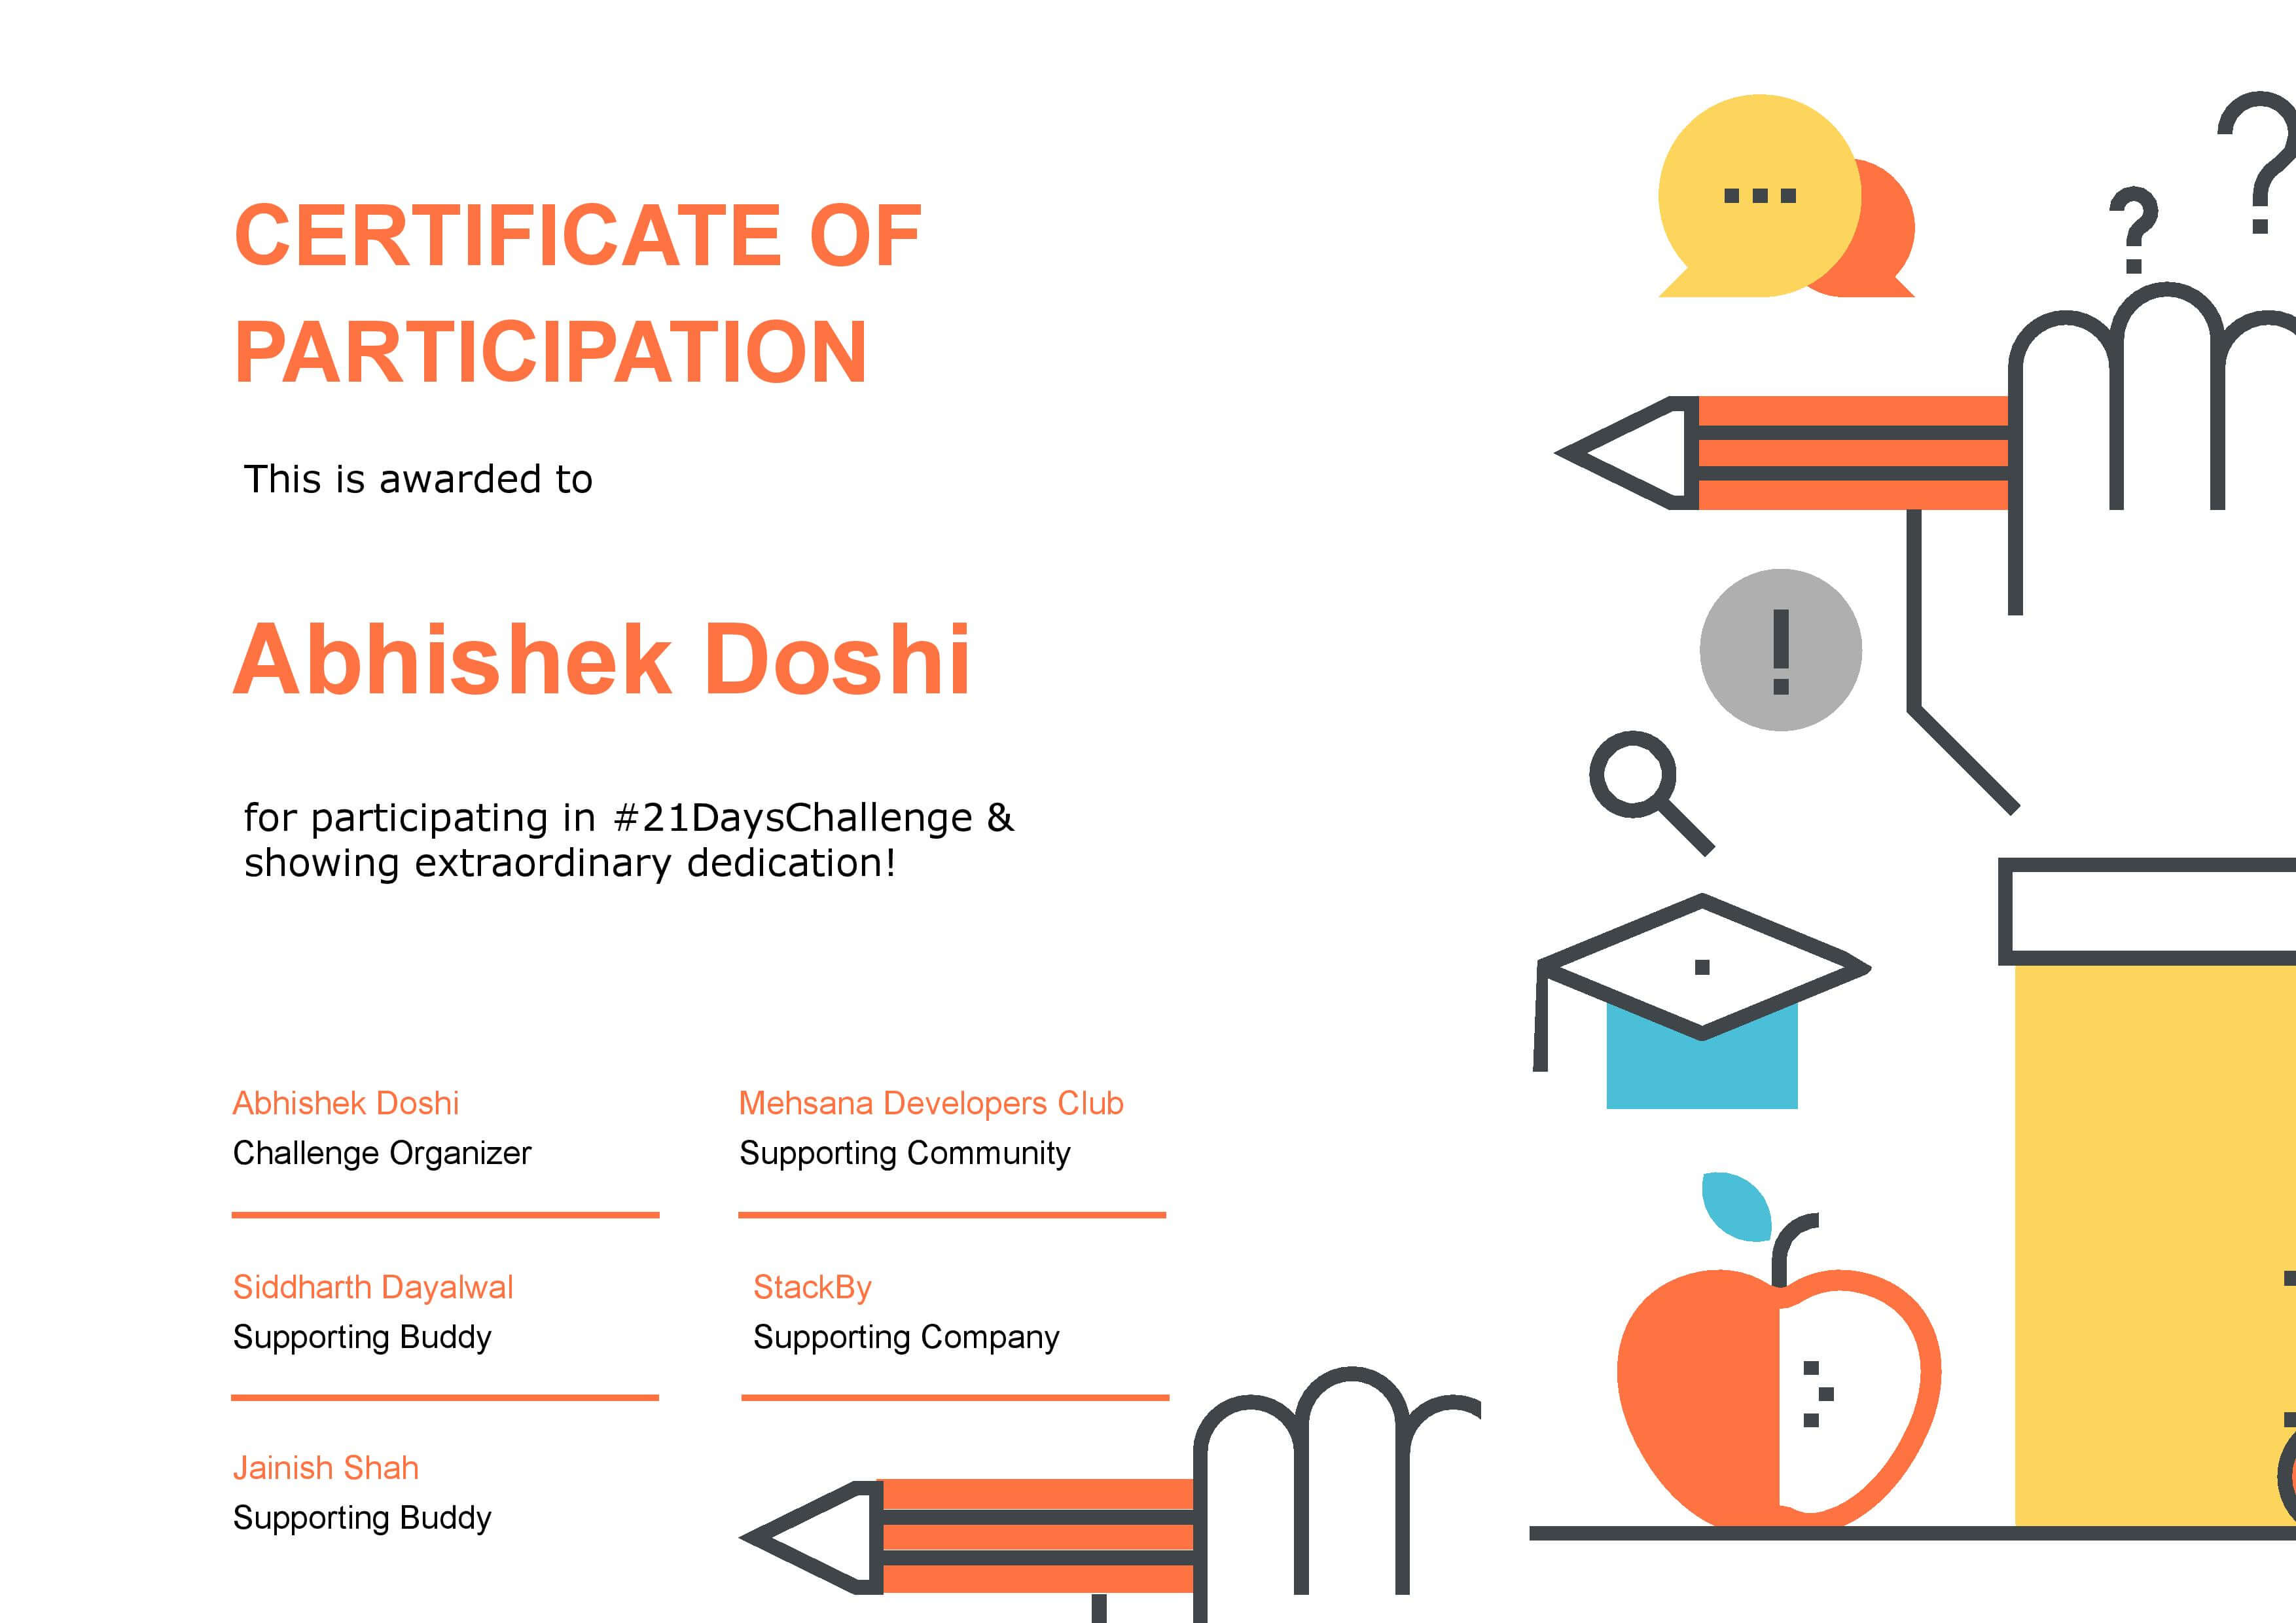 CERTIFICATE OF
PARTICIPATION
This is awarded to
Abhishek Doshi
for participating in #21DaysChallenge &
showing extraordinary dedication!
Abhishek Doshi
Challenge Organizer
Mehsana Developers Club
Supporting Community
Siddharth Dayalwal
Supporting Buddy
StackBy
Supporting Company
Jainish Shah
Supporting Buddy